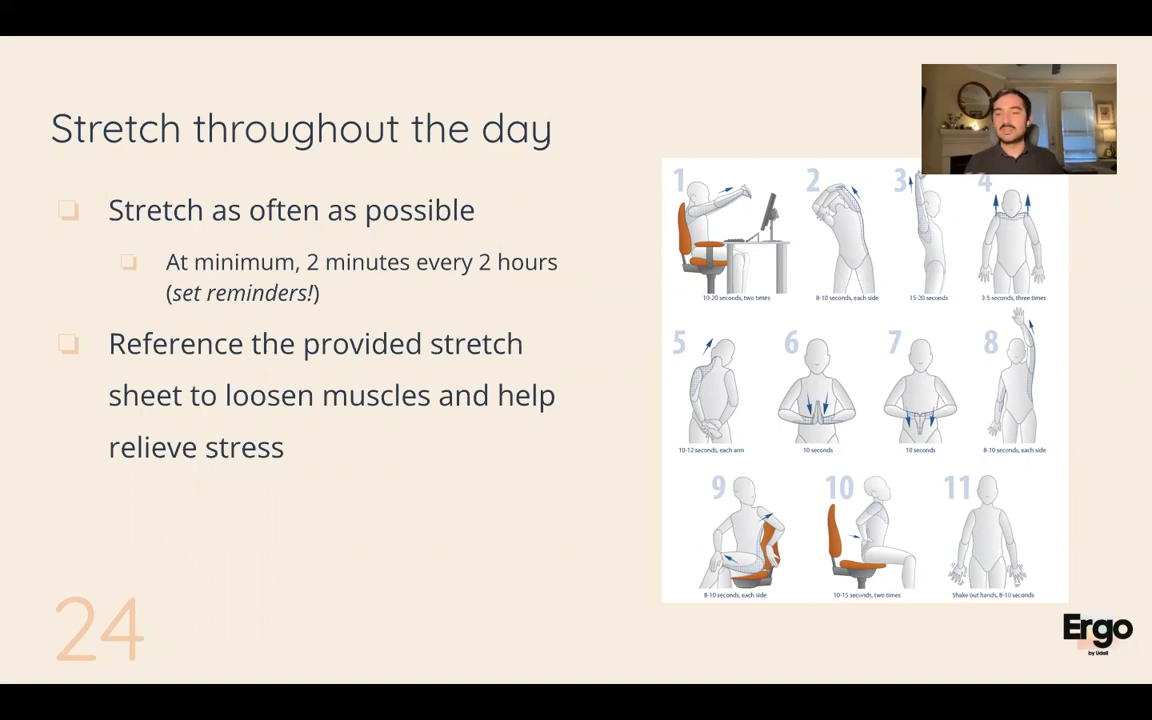 Stretch throughout the day
❏ Stretch as often as possible
❏ At minimum, 2 minutes every 2 hours
(set reminders!)
❏ Reference the provided stretch
sheet to loosen muscles and help
relieve stress
24
1 2 3 4
10-20 seconds, two times
8-10 seconds, each side
15-20 seconds
3-5 seconds, three times
5 6 7 8
10-12 seconds, each arm
10 seconds
10 seconds
8-10 seconds, each side
9 10 11
8-10 seconds, each side
10-15 seconds, two times
Shake out hands, 8-10 seconds
Ergo
by Lidell